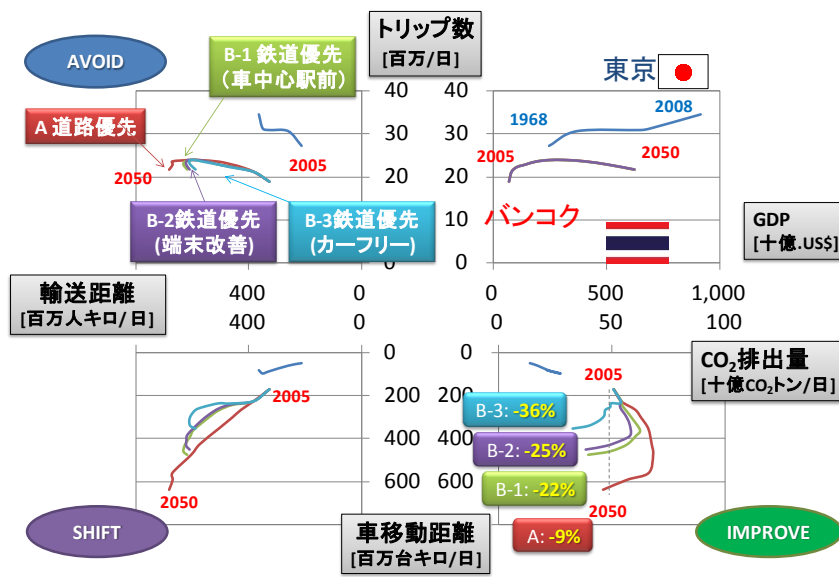 AVOID
B-1 鉄道優先
（車中心駅前）
トリップ数
[百万/日]
東京
A 道路優先
40
30
20
10
0
40
30
20
10
0
1968
2008
2005
2050
2005
2050
B-2鉄道優先
(端末改善)
B-3鉄道優先
(カーフリー)
バンコク
GDP
[十億.US$]
輸送距離
[百万人キロ/日]
400
0
0
500
1,000
400
0
0
50
100
0
200
400
600
0
200
400
600
CO2排出量
[十億CO2トン/日]
2005
2005
B-3: -36%
B-2: -25%
B-1: -22%
2050
2050
A: -9%
SHIFT
車移動距離
[百万台キロ/日]
IMPROVE